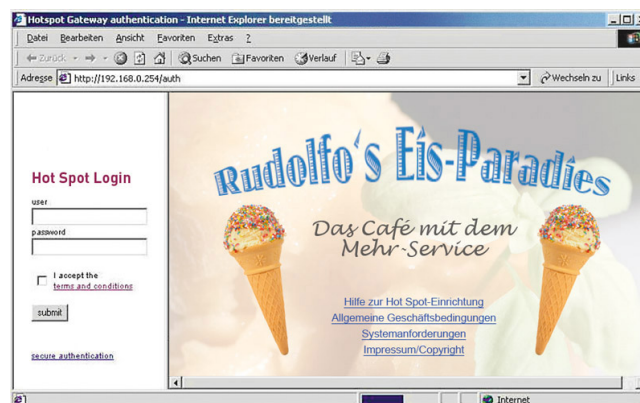 Hotspot Gateway authentication - Internet Explorer bereitgestellt
Datei Bearbeiten Ansicht Favoriten Extras ?
Zurück Suchen Favoriten Verlauf
Adresse http://192.168.0.254/auth Wechseln zu Links
Hot Spot Login
user
password
I accept the
terms and conditions
submit
secure authentication
Rudolfo's Eis-Paradies
Das Café mit dem
Mehr-Service
Hilfe zur Hot Spot-Einrichtung
Allgemeine Geschäftsbedingungen
Systemanforderungen
Impressum/Copyright
Internet